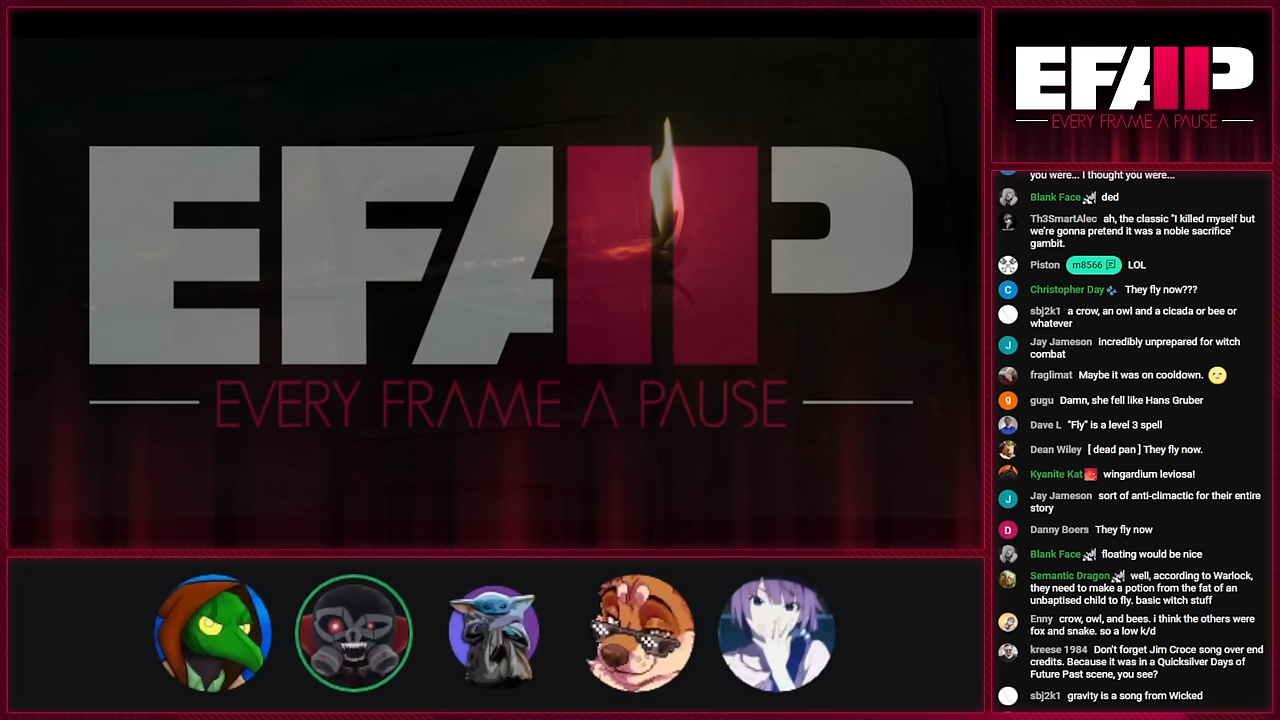 EFAP
EVERY FRAME A PAUSE
EFAP
EVERY FRAME A PAUSE
you were... I thought you were...
Blank Face ded
Th3SmartAlec ah, the classic "I killed myself but
we're gonna pretend it was a noble sacrifice"
gambit.
Piston m8566 LOL
Christopher Day They fly now???
sbj2k1 a crow, an owl and a cicada or bee or
whatever
Jay Jameson incredibly unprepared for witch
combat
fraglimat Maybe it was on cooldown.
gugu Damn, she fell like Hans Gruber
Dave L "Fly" is a level 3 spell
Dean Wiley [ dead pan ] They fly now.
Kyanite Kat wingardium leviosa!
Jay Jameson sort of anti-climactic for their entire
story
Danny Boers They fly now
Blank Face floating would be nice
Semantic Dragon well, according to Warlock,
they need to make a potion from the fat of an
unbaptised child to fly. basic witch stuff
Enny crow, owl, and bees. i think the others were
fox and snake. so a low k/d
kreese 1984 Don't forget Jim Croce song over end
credits. Because it was in a Quicksilver Days of
Future Past scene, you see?
sbj2k1 gravity is a song from Wicked